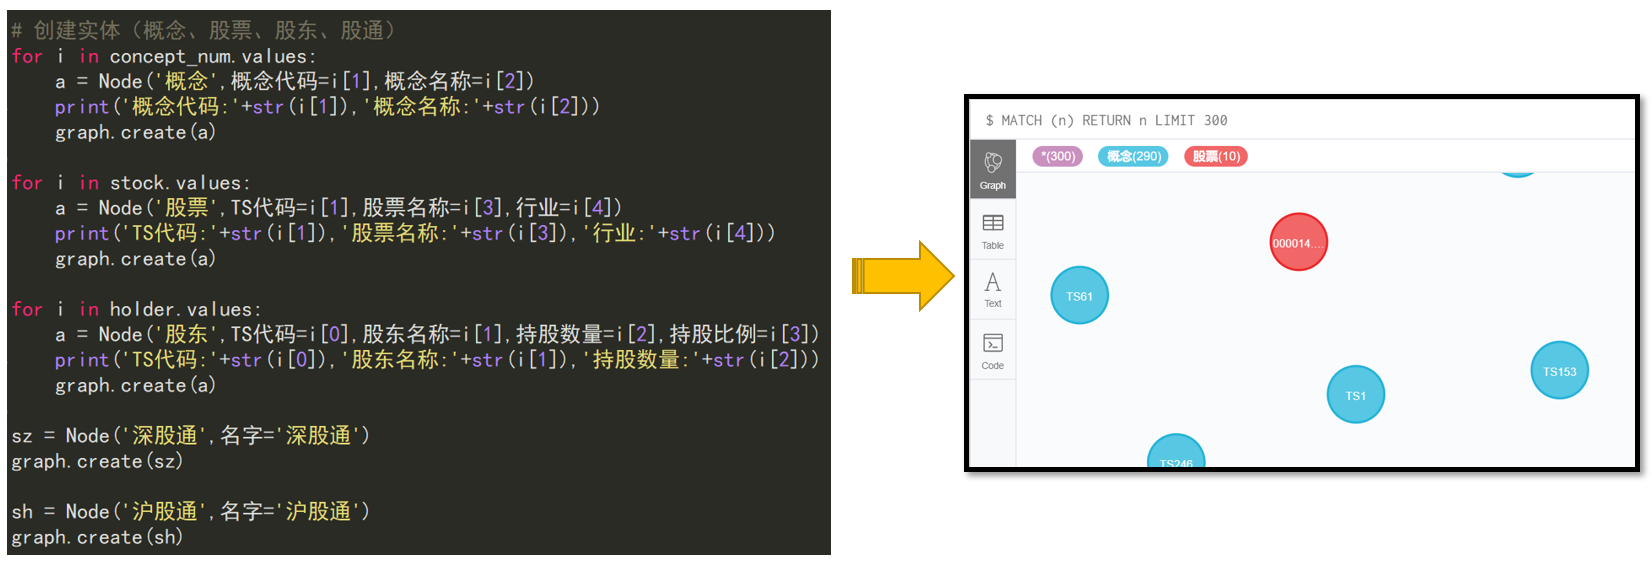 # 创建实体（概念、股票、股东、股通）
for i in concept_num.values:
    a = Node('概念',概念代码=i[1],概念名称=i[2])
    print('概念代码:'+str(i[1]),'概念名称:'+str(i[2]))
    graph.create(a)
for i in stock.values:
    a = Node('股票',TS代码=i[1],股票名称=i[3],行业=i[4])
    print('TS代码:'+str(i[1]),'股票名称:'+str(i[3]),'行业:'+str(i[4]))
    graph.create(a)
for i in holder.values:
    a = Node('股东',TS代码=i[0],股东名称=i[1],持股数量=i[2],持股比例=i[3])
    print('TS代码:'+str(i[0]),'股东名称:'+str(i[1]),'持股数量:'+str(i[2]))
    graph.create(a)
sz = Node('深股通',名字='深股通')
graph.create(sz)
sh = Node('沪股通',名字='沪股通')
graph.create(sh)
$ MATCH (n) RETURN n LIMIT 300
*(300) 概念(290) 股票(10)
Graph
Table
Text
Code
000014....
TS61
TS153
TS1
TS246